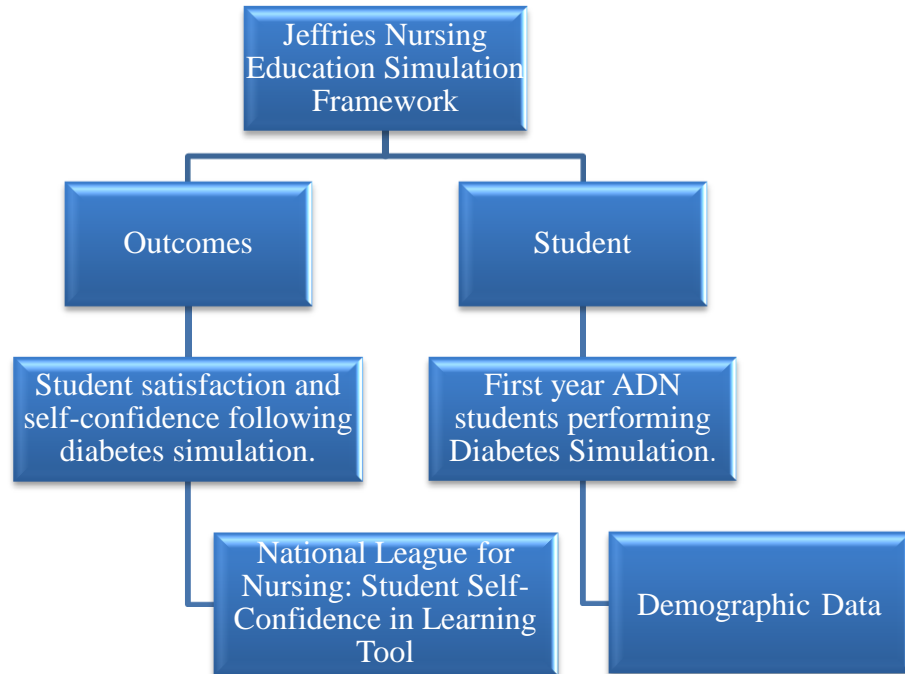 Jeffries Nursing
Education Simulation
Framework
Outcomes
Student
Student satisfaction and
self-confidence following
diabetes simulation.
First year ADN
students performing
Diabetes Simulation.
National League for
Nursing: Student Self-
Confidence in Learning
Tool
Demographic Data